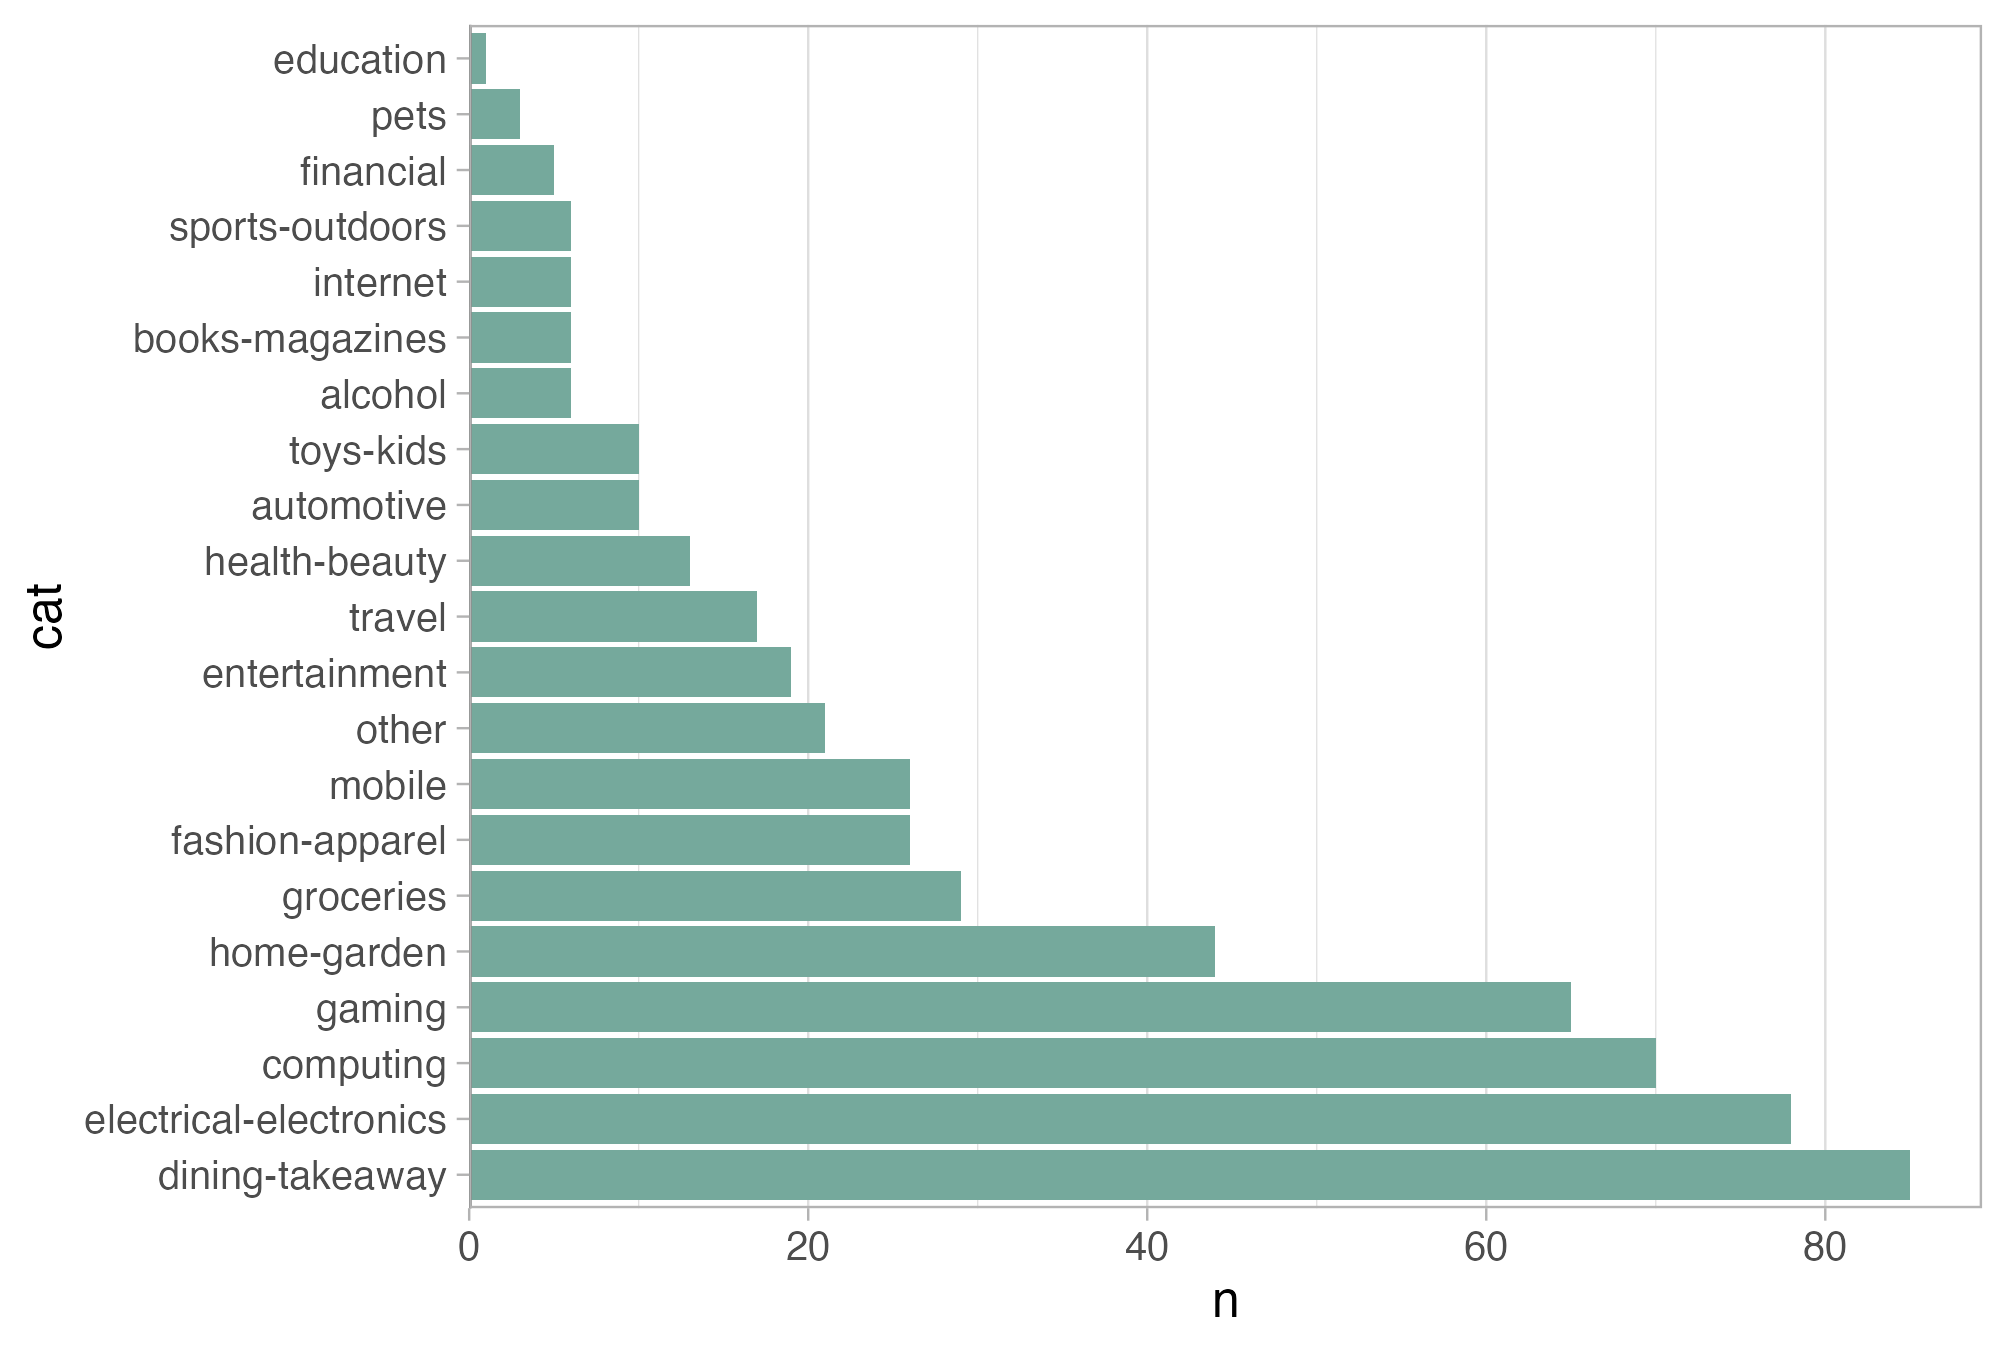 education
pets
financial
sports-outdoors
internet
books-magazines
alcohol
toys-kids
automotive
health-beauty
travel
entertainment
other
mobile
fashion-apparel
groceries
home-garden
gaming
computing
electrical-electronics
dining-takeaway
cat
0 20 40 60 80
n